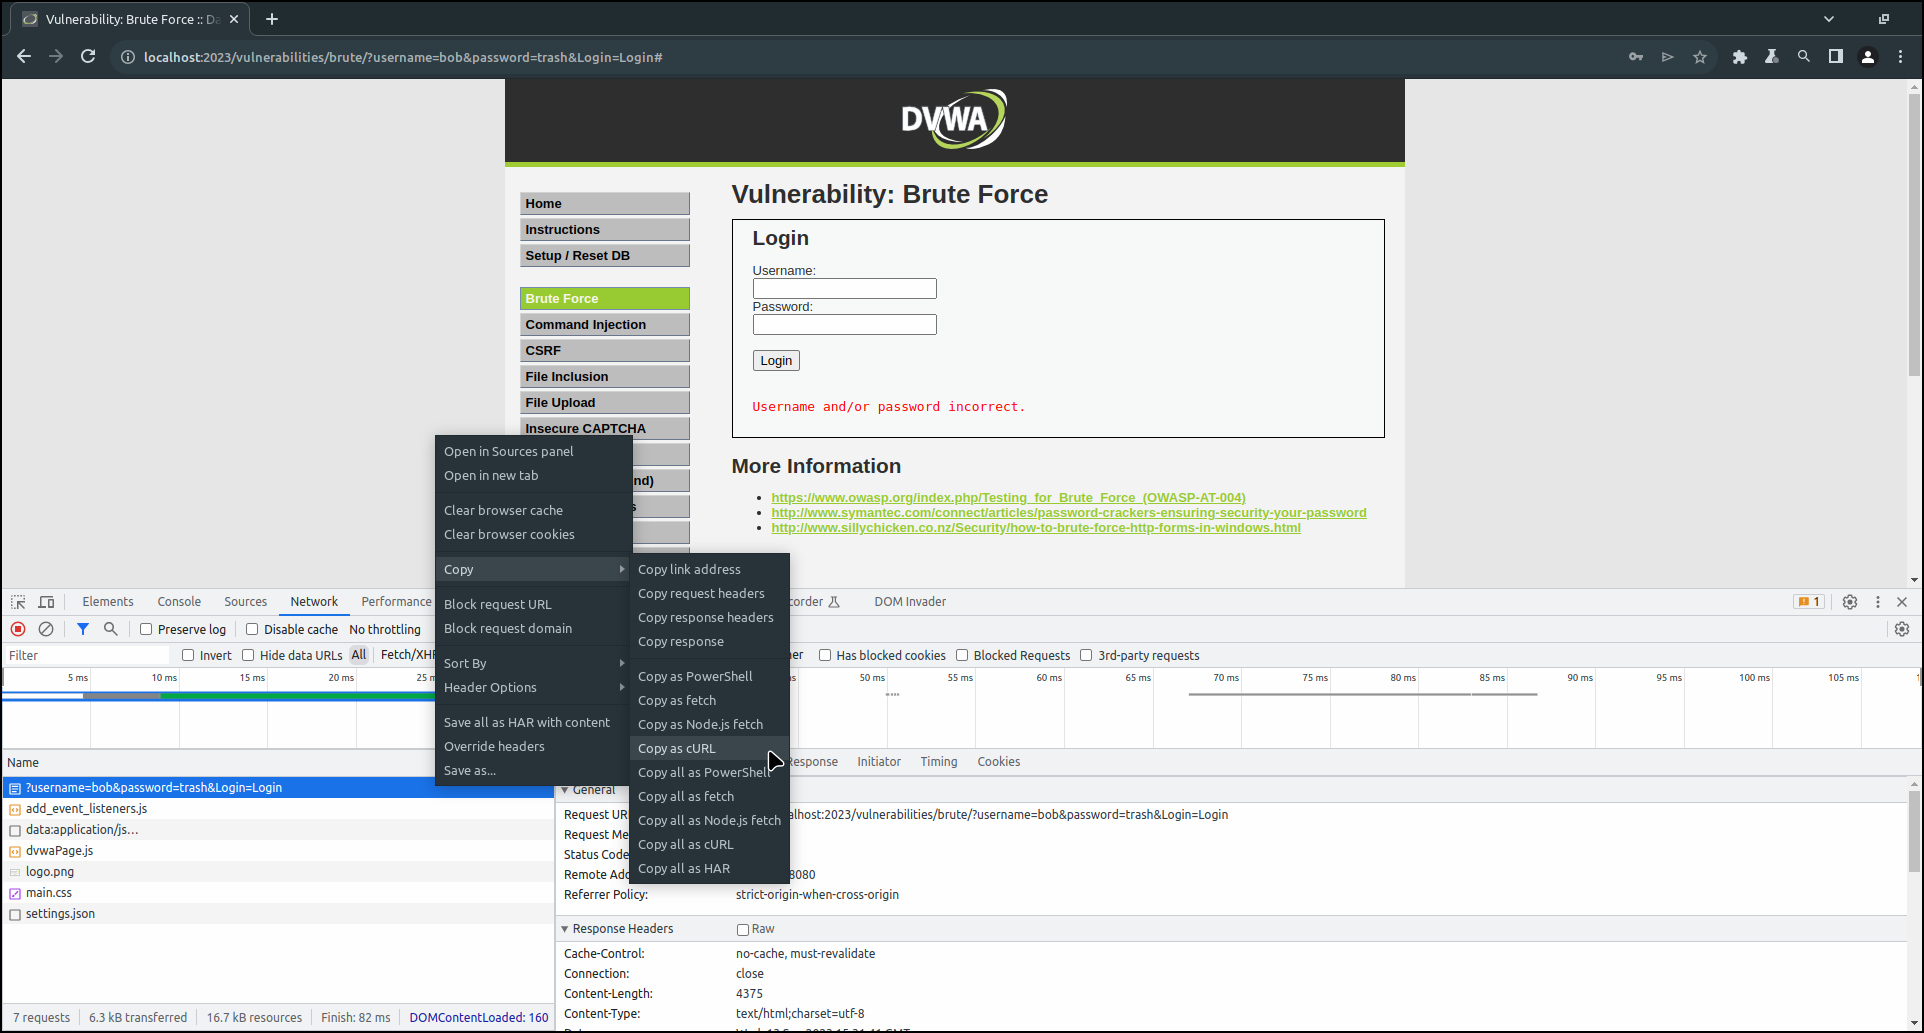 Vulnerability: Brute Force :: Da
localhost:2023/vulnerabilities/brute/?username=bob&password=trash&Login=Login#
DVWA
Home
Instructions
Setup / Reset DB
Brute Force
Command Injection
CSRF
File Inclusion
File Upload
Insecure CAPTCHA
nd)
s
Vulnerability: Brute Force
Login
Username:
Password:
Login
Username and/or password incorrect.
More Information
https://www.owasp.org/index.php/Testing_for_Brute_Force_(OWASP-AT-004)
http://www.symantec.com/connect/articles/password-crackers-ensuring-security-your-password
http://www.sillychicken.co.nz/Security/how-to-brute-force-http-forms-in-windows.html
Open in Sources panel
Open in new tab
Clear browser cache
Clear browser cookies
Copy
Block request URL
Block request domain
Sort By
Header Options
Save all as HAR with content
Override headers
Save as...
Copy link address
Copy request headers
Copy response headers
Copy response
Copy as PowerShell
Copy as fetch
Copy as Node.js fetch
Copy as cURL
Copy all as PowerShell
Copy all as fetch
Copy all as Node.js fetch
Copy all as cURL
Copy all as HAR
Elements Console Sources Network Performance corder DOM Invader 1
Preserve log Disable cache No throttling
Filter Invert Hide data URLs All Fetch/XHR er Has blocked cookies Blocked Requests 3rd-party requests
5 ms 10 ms 15 ms 20 ms 25 m 50 ms 55 ms 60 ms 65 ms 70 ms 75 ms 80 ms 85 ms 90 ms 95 ms 100 ms 105 ms
Name
?username=bob&password=trash&Login=Login
add_event_listeners.js
data:application/js…
dvwaPage.js
logo.png
main.css
settings.json
7 requests 6.3 kB transferred 16.7 kB resources Finish: 82 ms DOMContentLoaded: 160
Response Initiator Timing Cookies
General
Request UR alhost:2023/vulnerabilities/brute/?username=bob&password=trash&Login=Login
Request Me
Status Code
Remote Add 8080
Referrer Policy: strict-origin-when-cross-origin
Response Headers Raw
Cache-Control: no-cache, must-revalidate
Connection: close
Content-Length: 4375
Content-Type: text/html;charset=utf-8